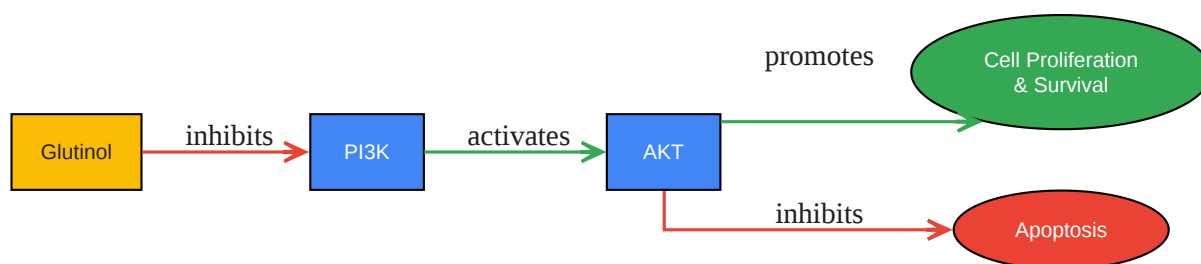 promotes
Cell Proliferation
& Survival
Glutinol
inhibits
PI3K
activates
AKT
inhibits
Apoptosis